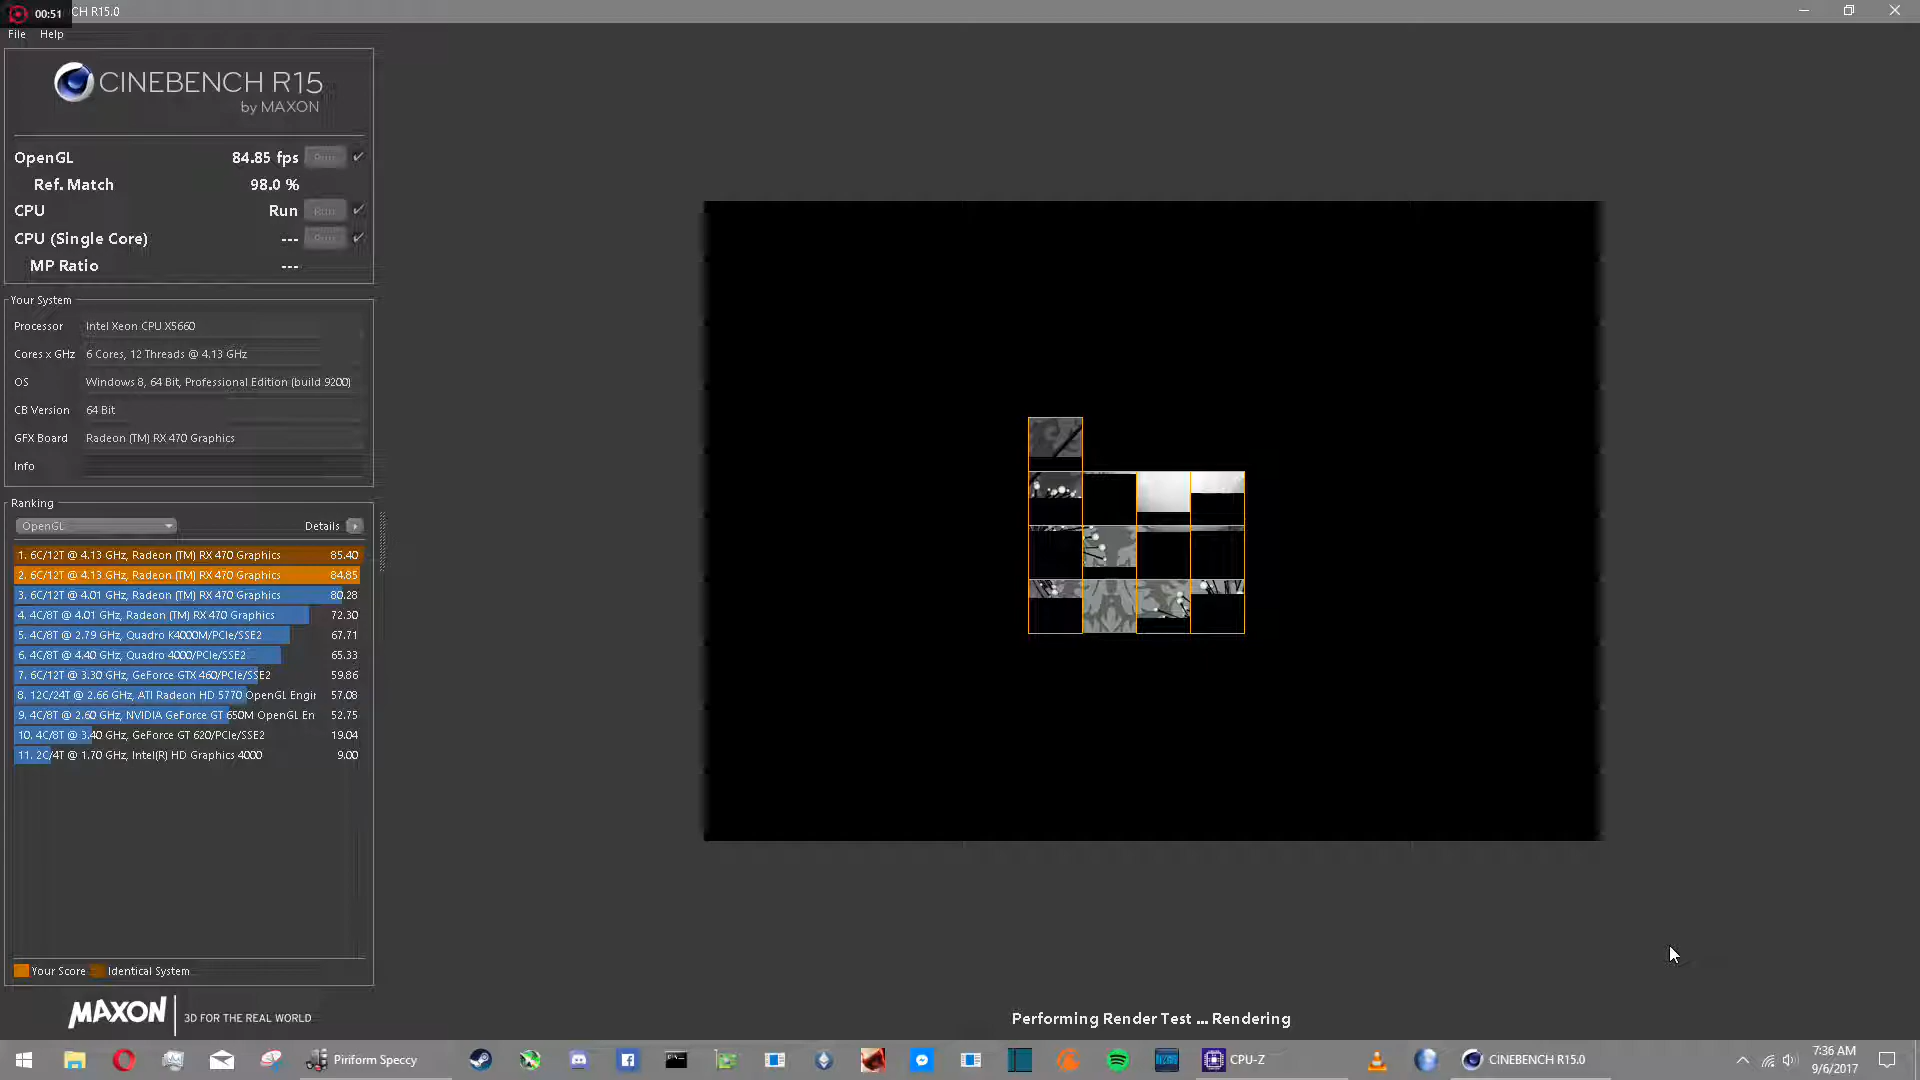 00:51
CH R15.0
File Help
CINEBENCH R15
by MAXON
OpenGL 84.85 fps Run
Ref. Match 98.0 %
CPU Run Run
CPU (Single Core) --- Run
MP Ratio ---
Your System
Processor Intel Xeon CPU X5660
Cores x GHz 6 Cores, 12 Threads @ 4.13 GHz
OS Windows 8, 64 Bit, Professional Edition (build 9200)
CB Version 64 Bit
GFX Board Radeon (TM) RX 470 Graphics
Info
Ranking
OpenGL Details
1. 6C/12T @ 4.13 GHz, Radeon (TM) RX 470 Graphics 85.40
2. 6C/12T @ 4.13 GHz, Radeon (TM) RX 470 Graphics 84.85
3. 6C/12T @ 4.01 GHz, Radeon (TM) RX 470 Graphics 80.28
4. 4C/8T @ 4.01 GHz, Radeon (TM) RX 470 Graphics 72.30
5. 4C/8T @ 2.79 GHz, Quadro K4000M/PCIe/SSE2 67.71
6. 4C/8T @ 4.40 GHz, Quadro 4000/PCIe/SSE2 65.33
7. 6C/12T @ 3.30 GHz, GeForce GTX 460/PCIe/SSE2 59.86
8. 12C/24T @ 2.66 GHz, ATI Radeon HD 5770 OpenGL Engir 57.08
9. 4C/8T @ 2.60 GHz, NVIDIA GeForce GT 650M OpenGL En 52.75
10. 4C/8T @ 3.40 GHz, GeForce GT 620/PCIe/SSE2 19.04
11. 2C/4T @ 1.70 GHz, Intel(R) HD Graphics 4000 9.00
Your Score Identical System
MAXON 3D FOR THE REAL WORLD
Performing Render Test ... Rendering
Piriform Speccy CPU-Z CINEBENCH R15.0 7:36 AM
9/6/2017